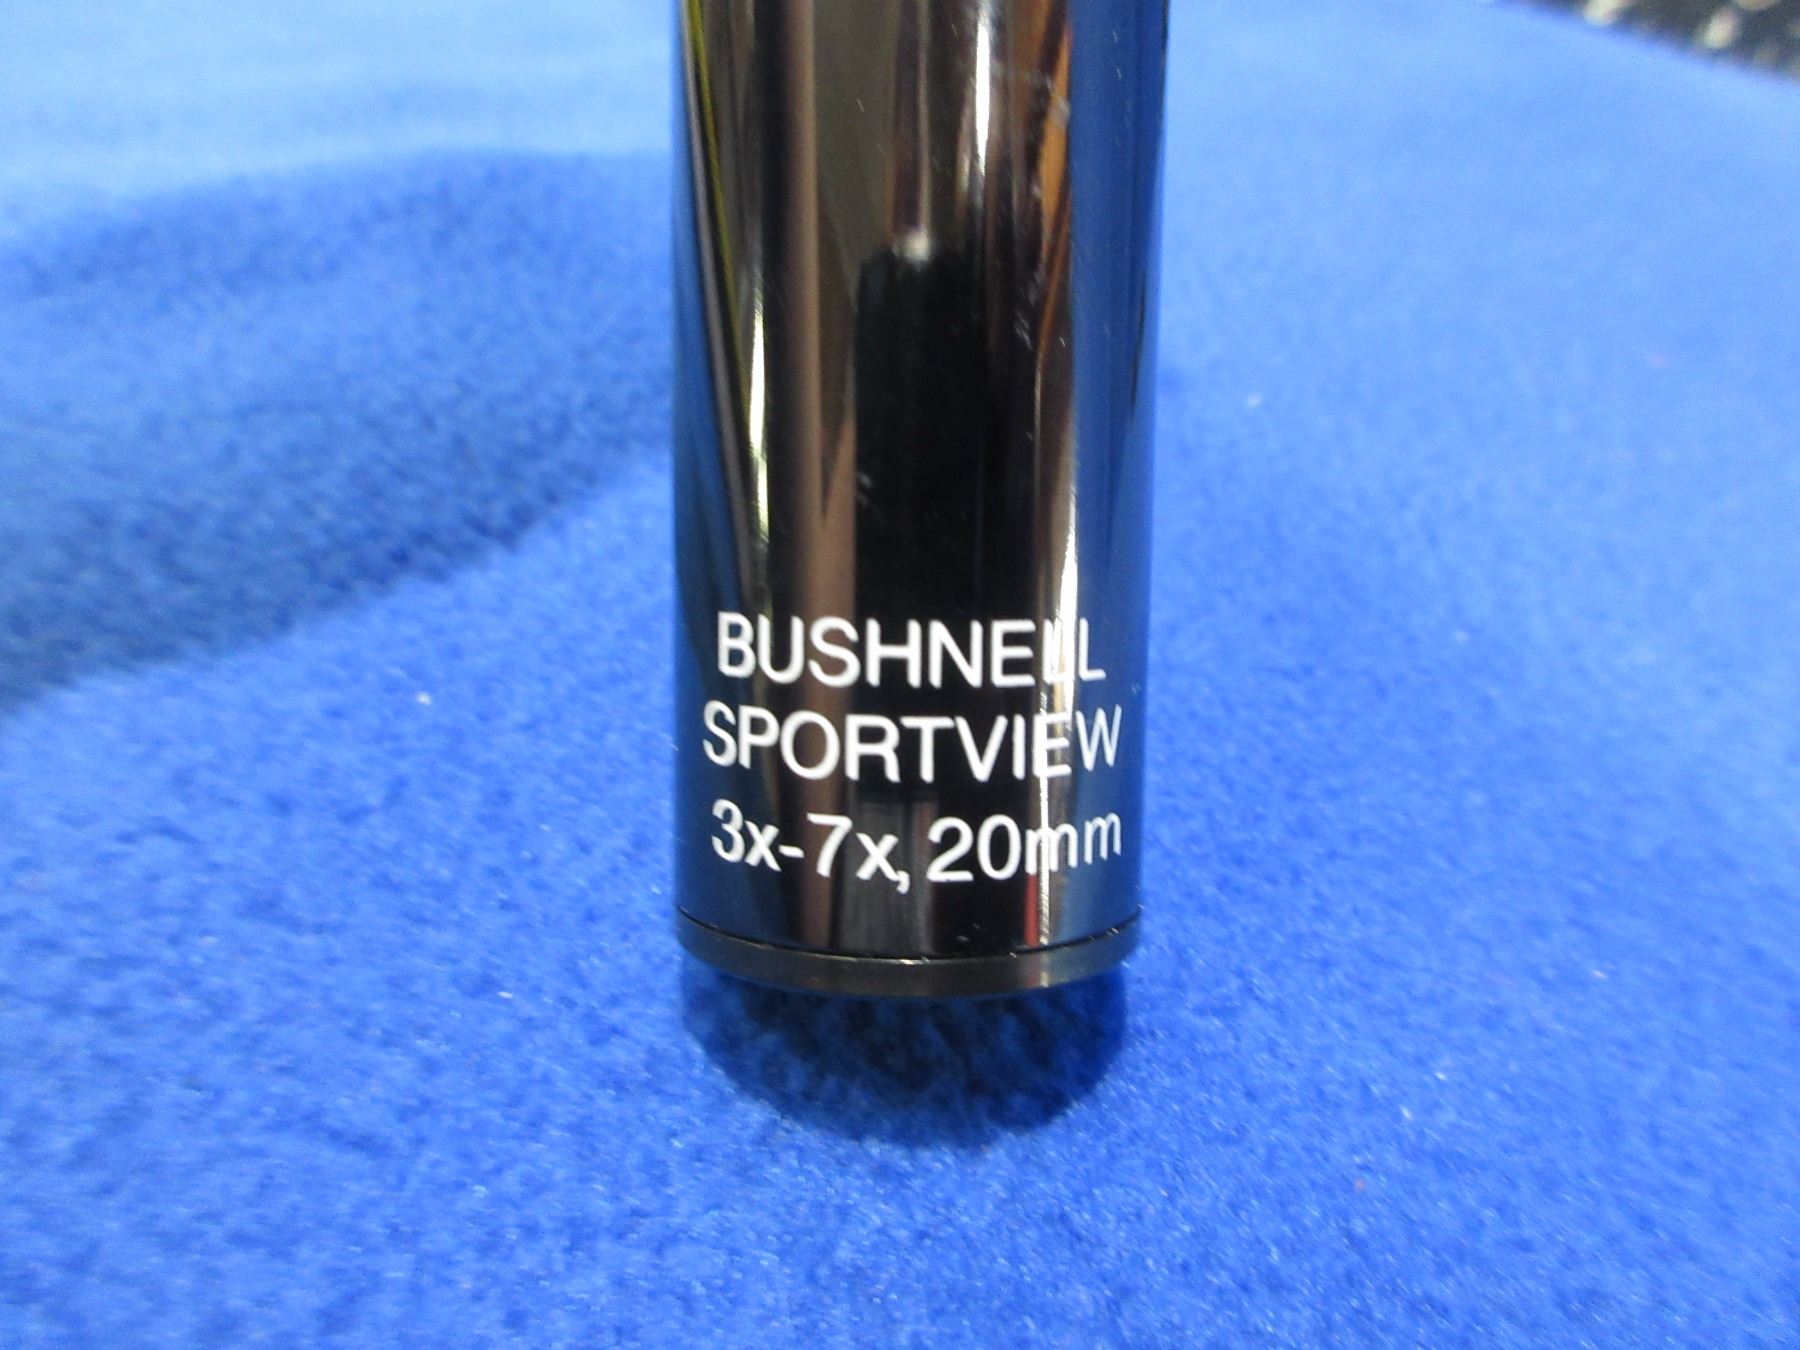 BUSHNELL
SPORTVIEW
3x-7x, 20mm